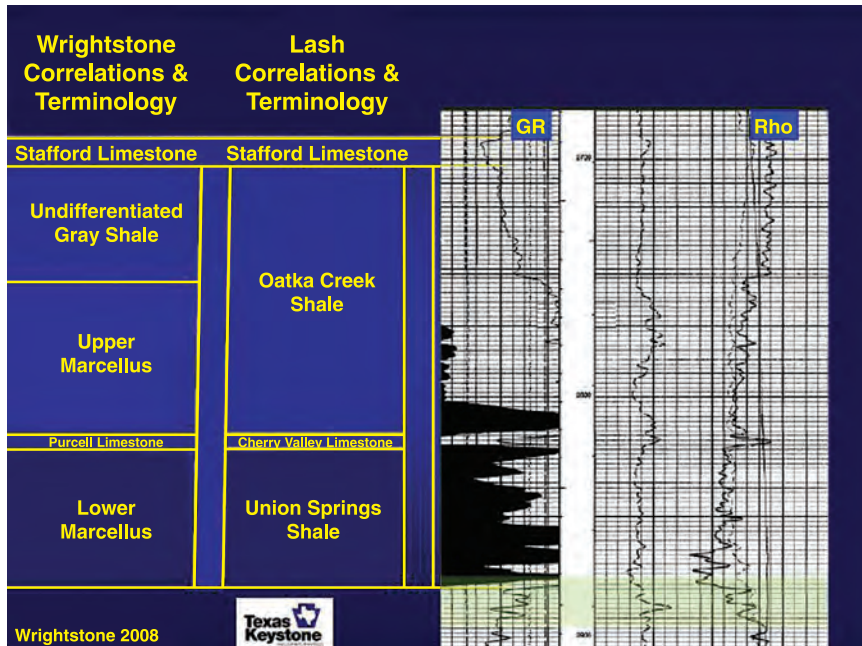 Wrightstone
Correlations &
Terminology
Lash
Correlations &
Terminology
GR
Rho
Stafford Limestone
Stafford Limestone
Undifferentiated
Gray Shale
Oatka Creek
Shale
Upper
Marcellus
Purcell Limestone
Cherry Valley Limestone
Lower
Marcellus
Union Springs
Shale
Wrightstone 2008
Texas
Keystone